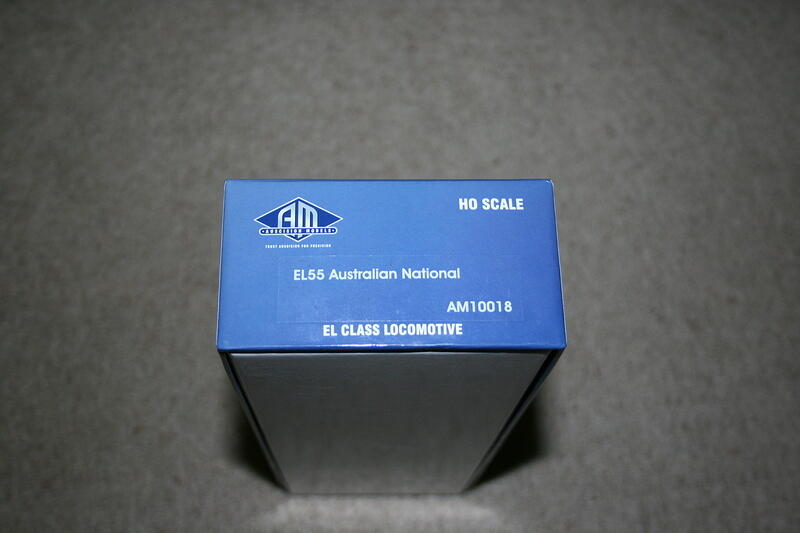 AM
AUSCISION MODELS
TRUST AUSCISION FOR PRECISION
HO SCALE
EL55 Australian National
AM10018
EL CLASS LOCOMOTIVE